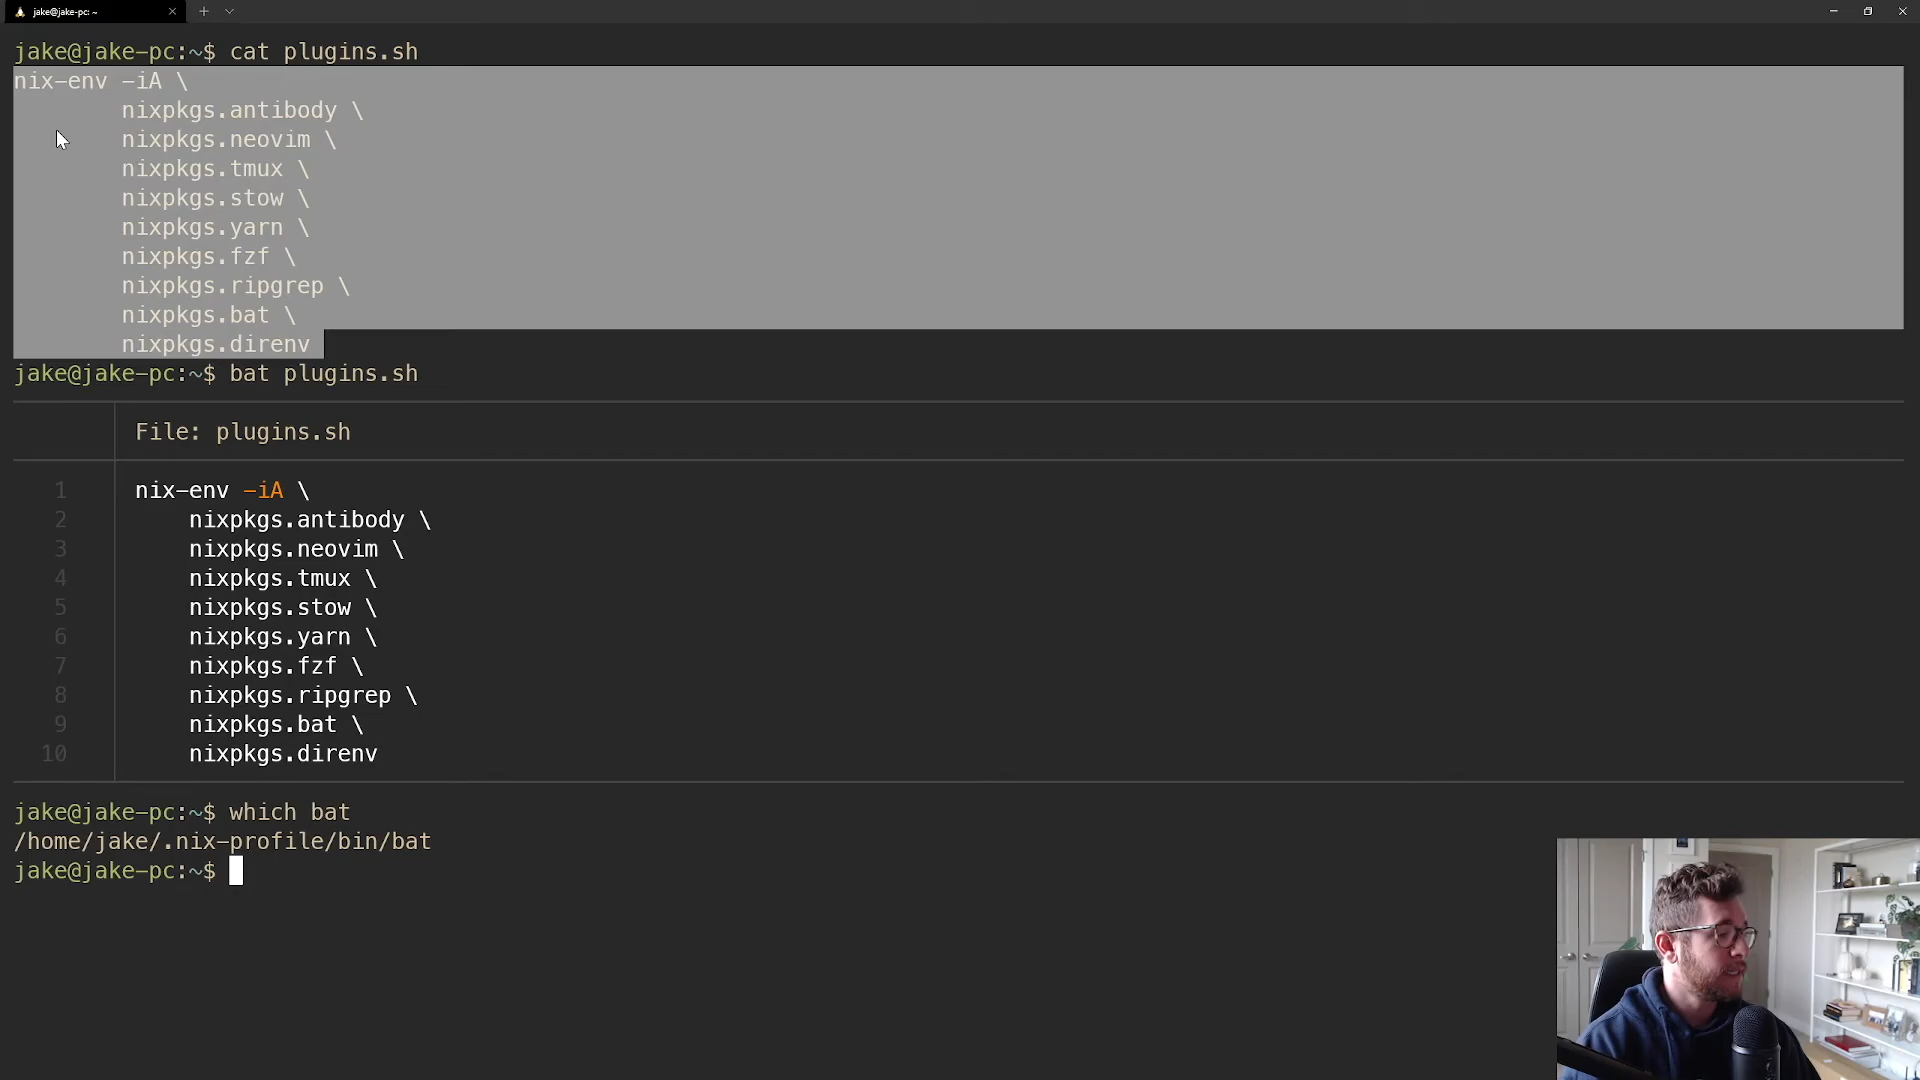 jake@jake-pc: ~
jake@jake-pc:~$ cat plugins.sh
nix-env -iA \
nixpkgs.antibody \
nixpkgs.neovim \
nixpkgs.tmux \
nixpkgs.stow \
nixpkgs.yarn \
nixpkgs.fzf \
nixpkgs.ripgrep \
nixpkgs.bat \
nixpkgs.direnv
jake@jake-pc:~$ bat plugins.sh
File: plugins.sh
1 nix-env -iA \
2 nixpkgs.antibody \
3 nixpkgs.neovim \
4 nixpkgs.tmux \
5 nixpkgs.stow \
6 nixpkgs.yarn \
7 nixpkgs.fzf \
8 nixpkgs.ripgrep \
9 nixpkgs.bat \
10 nixpkgs.direnv
jake@jake-pc:~$ which bat
/home/jake/.nix-profile/bin/bat
jake@jake-pc:~$